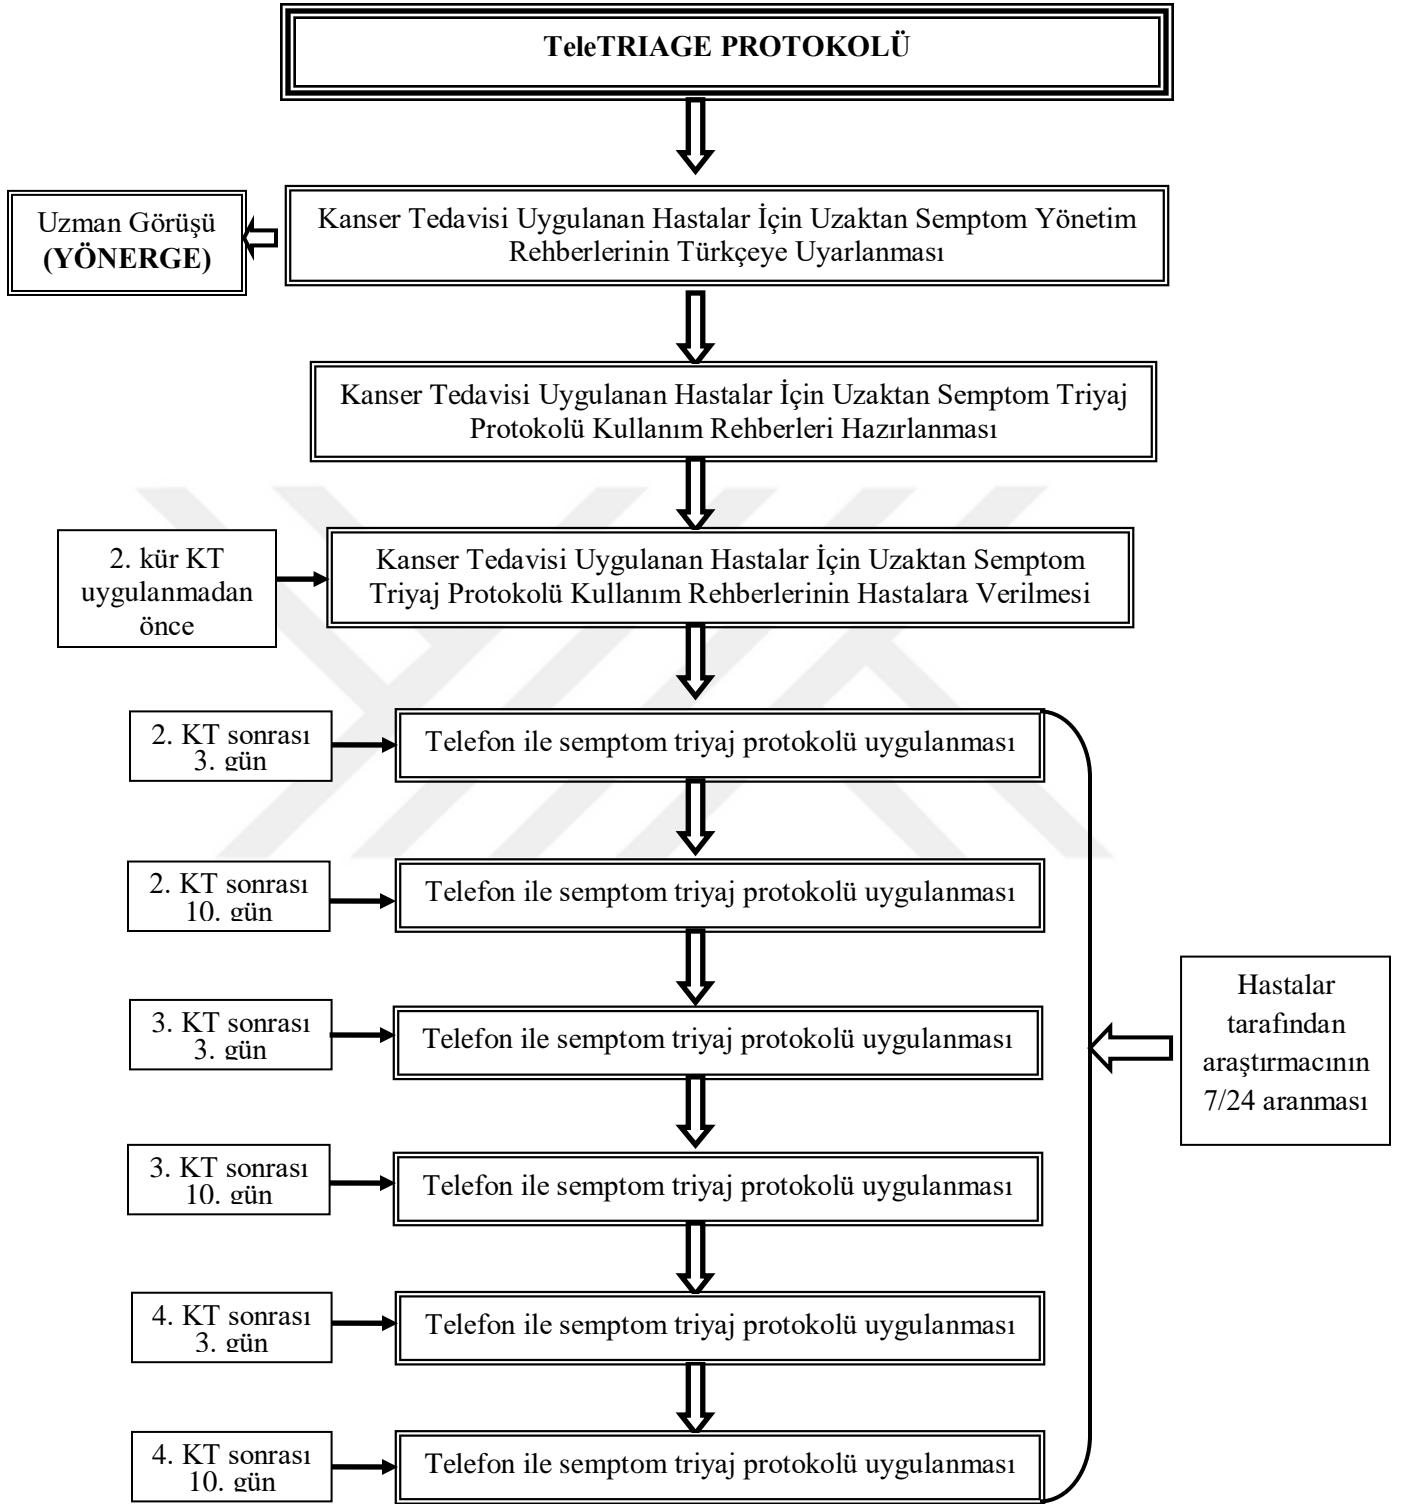 TeleTRIAGE PROTOKOLÜ
Uzman Görüşü
(YÖNERGE)
Kanser Tedavisi Uygulanan Hastalar İçin Uzaktan Semptom Yönetim
Rehberlerinin Türkçeye Uyarlanması
Kanser Tedavisi Uygulanan Hastalar İçin Uzaktan Semptom Triyaj
Protokolü Kullanım Rehberleri Hazırlanması
2. kür KT
uygulanmadan
önce
Kanser Tedavisi Uygulanan Hastalar İçin Uzaktan Semptom
Triyaj Protokolü Kullanım Rehberlerinin Hastalara Verilmesi
2. KT sonrası
3. gün
Telefon ile semptom triyaj protokolü uygulanması
2. KT sonrası
10. gün
Telefon ile semptom triyaj protokolü uygulanması
3. KT sonrası
3. gün
Telefon ile semptom triyaj protokolü uygulanması
Hastalar
tarafından
araştırmacının
7/24 aranması
3. KT sonrası
10. gün
Telefon ile semptom triyaj protokolü uygulanması
4. KT sonrası
3. gün
Telefon ile semptom triyaj protokolü uygulanması
4. KT sonrası
10. gün
Telefon ile semptom triyaj protokolü uygulanması